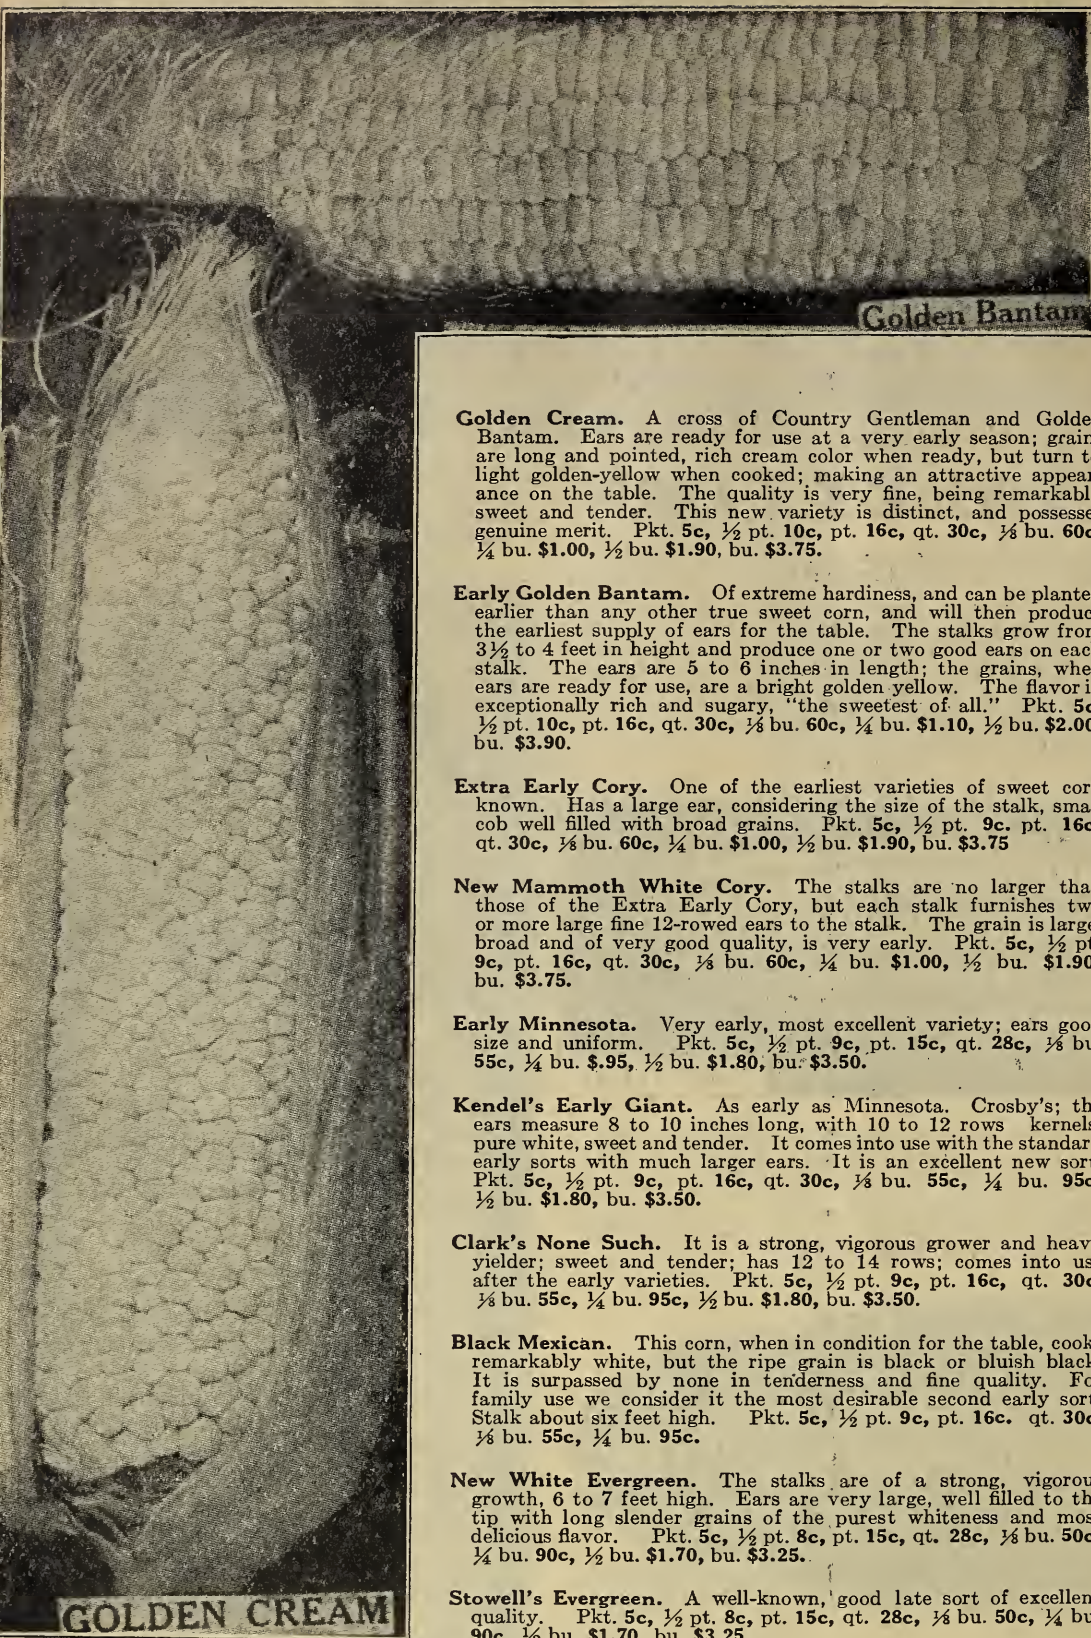 Golden Bantam
Golden Cream. A cross of Country Gentleman and Golde
Bantam. Ears are ready for use at a very early season; grain
are long and pointed, rich cream color when ready, but turn t
light golden-yellow when cooked; making an attractive appear
ance on the table. The quality is very fine, being remarkabl
sweet and tender. This new variety is distinct, and possesse
genuine merit. Pkt. 5c, ½ pt. 10c, pt. 16c, qt. 30c, ⅛ bu. 60c
¼ bu. $1.00, ½ bu. $1.90, bu. $3.75.
Early Golden Bantam. Of extreme hardiness, and can be plante
earlier than any other true sweet corn, and will then produc
the earliest supply of ears for the table. The stalks grow from
3½ to 4 feet in height and produce one or two good ears on eac
stalk. The ears are 5 to 6 inches in length; the grains, whe
ears are ready for use, are a bright golden yellow. The flavor i
exceptionally rich and sugary, "the sweetest of all." Pkt. 5c
½ pt. 10c, pt. 16c, qt. 30c, ⅛ bu. 60c, ¼ bu. $1.10, ½ bu. $2.00
bu. $3.90.
Extra Early Cory. One of the earliest varieties of sweet cor
known. Has a large ear, considering the size of the stalk, sma
cob well filled with broad grains. Pkt. 5c, ½ pt. 9c. pt. 16c
qt. 30c, ⅛ bu. 60c, ¼ bu. $1.00, ½ bu. $1.90, bu. $3.75
New Mammoth White Cory. The stalks are no larger tha
those of the Extra Early Cory, but each stalk furnishes tw
or more large fine 12-rowed ears to the stalk. The grain is large
broad and of very good quality, is very early. Pkt. 5c, ½ pt
9c, pt. 16c, qt. 30c, ⅛ bu. 60c, ¼ bu. $1.00, ½ bu. $1.90
bu. $3.75.
Early Minnesota. Very early, most excellent variety; ears goo
size and uniform. Pkt. 5c, ½ pt. 9c, pt. 15c, qt. 28c, ⅛ bu
55c, ¼ bu. $.95, ½ bu. $1.80, bu. $3.50.
Kendel's Early Giant. As early as Minnesota. Crosby's; th
ears measure 8 to 10 inches long, with 10 to 12 rows kernels
pure white, sweet and tender. It comes into use with the standar
early sorts with much larger ears. It is an excellent new sort
Pkt. 5c, ½ pt. 9c, pt. 16c, qt. 30c, ⅛ bu. 55c, ¼ bu. 95c
½ bu. $1.80, bu. $3.50.
Clark's None Such. It is a strong, vigorous grower and heav
yielder; sweet and tender; has 12 to 14 rows; comes into us
after the early varieties. Pkt. 5c, ½ pt. 9c, pt. 16c, qt. 30c
⅛ bu. 55c, ¼ bu. 95c, ½ bu. $1.80, bu. $3.50.
Black Mexican. This corn, when in condition for the table, cook
remarkably white, but the ripe grain is black or bluish black
It is surpassed by none in tenderness and fine quality. Fo
family use we consider it the most desirable second early sort
Stalk about six feet high. Pkt. 5c, ½ pt. 9c, pt. 16c. qt. 30c
⅛ bu. 55c, ¼ bu. 95c.
New White Evergreen. The stalks are of a strong, vigorou
growth, 6 to 7 feet high. Ears are very large, well filled to th
tip with long slender grains of the purest whiteness and mos
delicious flavor. Pkt. 5c, ½ pt. 8c, pt. 15c, qt. 28c, ⅛ bu. 50c
¼ bu. 90c, ½ bu. $1.70, bu. $3.25.
Stowell's Evergreen. A well-known, good late sort of excellen
quality. Pkt. 5c, ½ pt. 8c, pt. 15c, qt. 28c, ⅛ bu. 50c, ¼ bu
90c, ½ bu. $1.70, bu. $3.25
GOLDEN CREAM